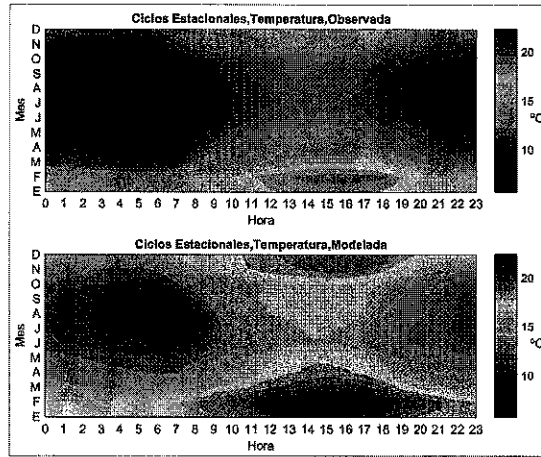 Ciclos Estacionales,Temperatura,Observada
D
N
O
S
A
J
J
M
A
M
F
E
Mes
0 1 2 3 4 5 6 7 8 9 10 11 12 13 14 15 16 17 18 19 20 21 22 23
Hora
20
15
10
ºC
Ciclos Estacionales,Temperatura,Modelada
D
N
O
S
A
J
J
M
A
M
F
E
Mes
0 1 2 3 4 5 6 7 8 9 10 11 12 13 14 15 16 17 18 19 20 21 22 23
Hora
20
15
10
ºC